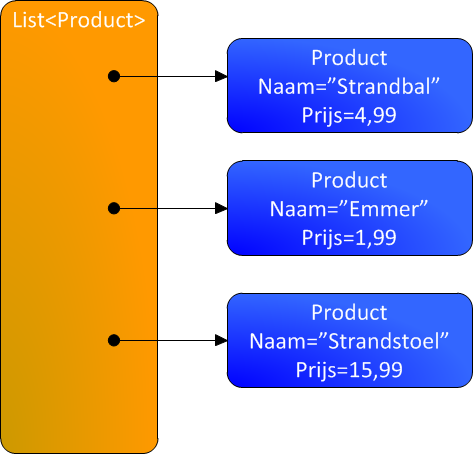 List<Product>
Product
Naam=”Strandbal”
Prijs=4,99
Product
Naam=”Emmer”
Prijs=1,99
Product
Naam=”Strandstoel”
Prijs=15,99